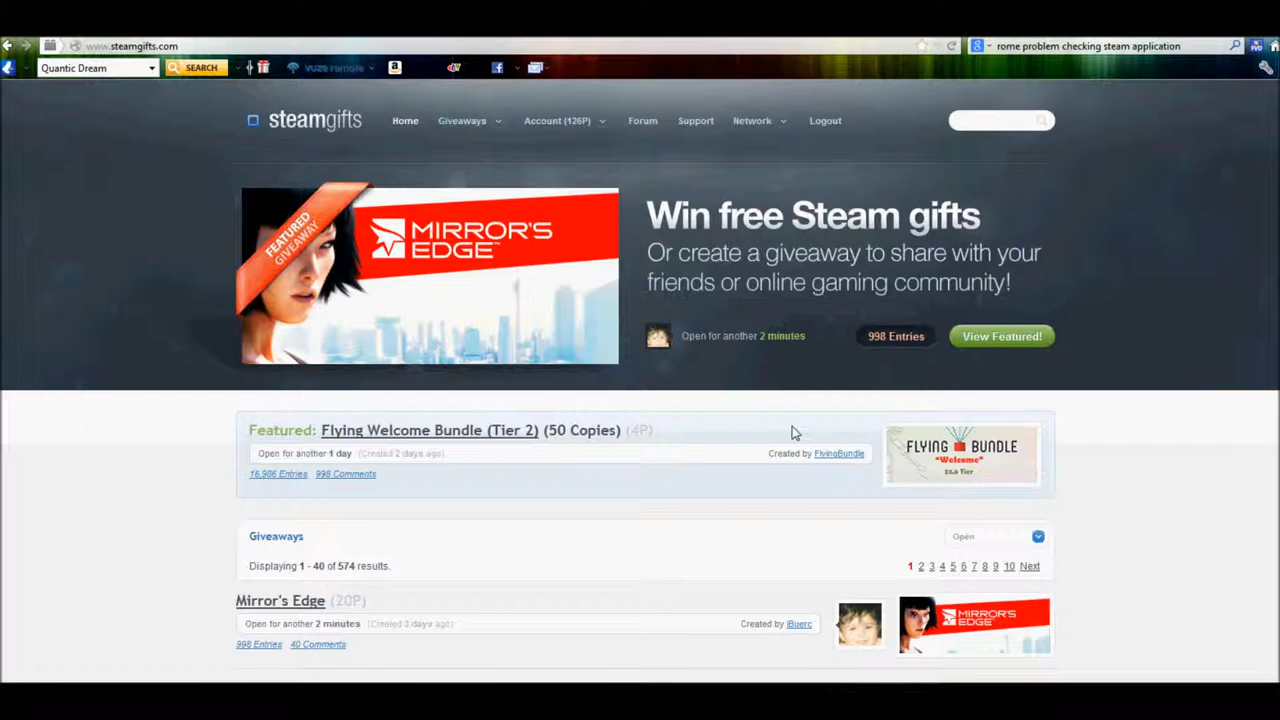 www.steamgifts.com
rome problem checking steam application
Quantic Dream
SEARCH
vuze remote
steamgifts
Home
Giveaways
Account (126P)
Forum
Support
Network
Logout
FEATURED
GIVEAWAY
MIRROR'S
EDGE™
Win free Steam gifts
Or create a giveaway to share with your
friends or online gaming community!
Open for another 2 minutes
998 Entries
View Featured!
Featured: Flying Welcome Bundle (Tier 2) (50 Copies) (4P)
Open for another 1 day (Created 2 days ago)
Created by FlyingBundle
16,986 Entries 998 Comments
FLYING BUNDLE
"Welcome"
Giveaways
Open
Displaying 1 - 40 of 574 results.
1 2 3 4 5 6 7 8 9 10 Next
Mirror's Edge (20P)
Open for another 2 minutes (Created 3 days ago)
Created by iBuerc
998 Entries 40 Comments
MIRROR'S
EDGE